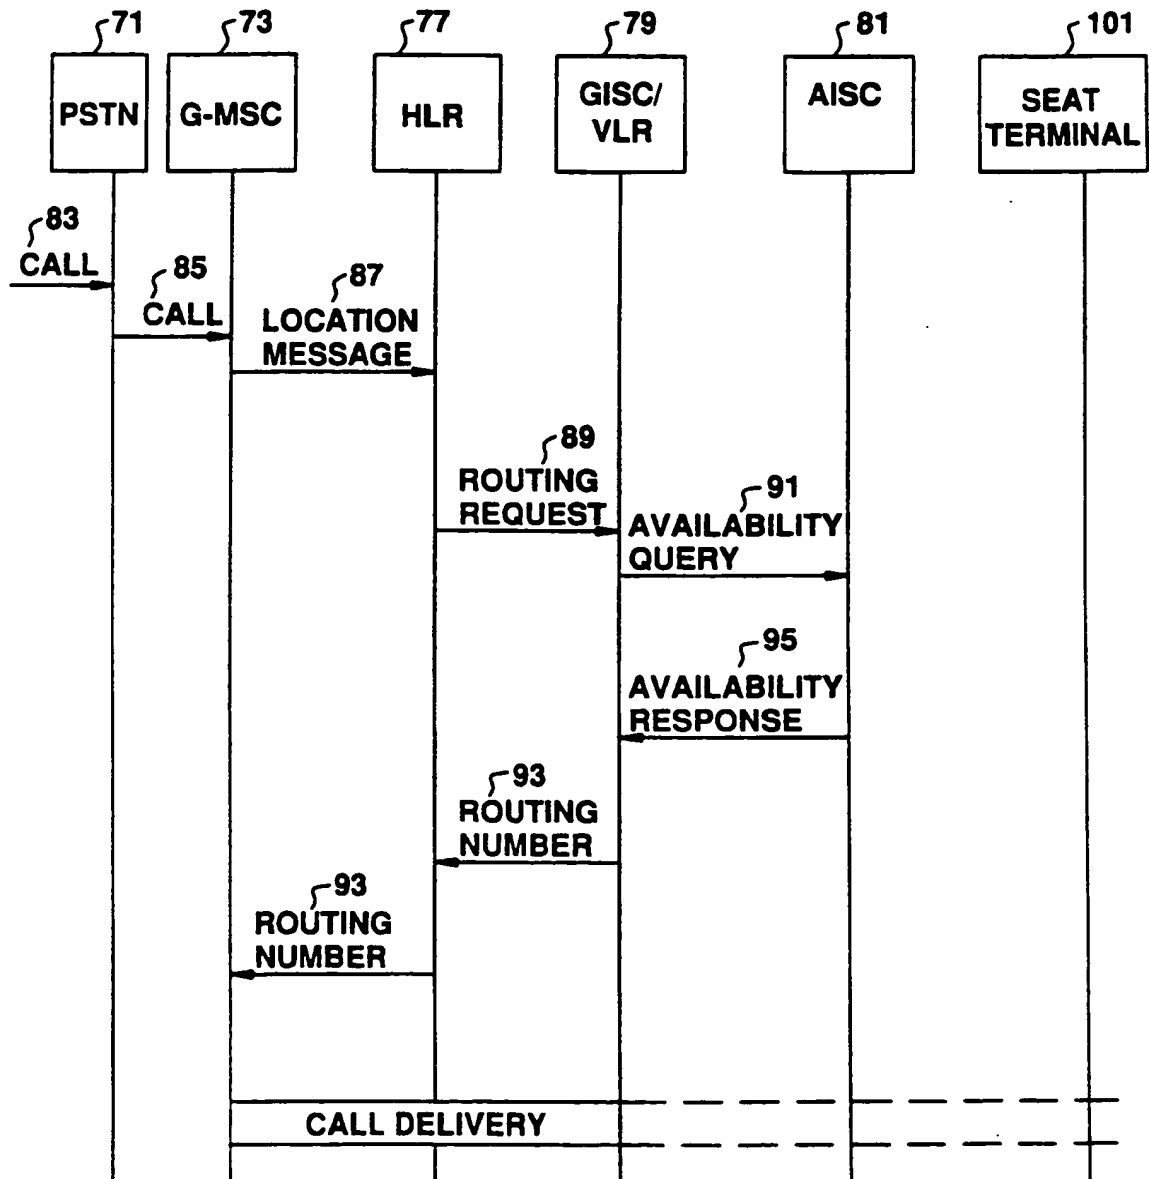 71
73
77
79
81
101
PSTN
G-MSC
HLR
GISC/
VLR
AISC
SEAT
TERMINAL
83
CALL
85
CALL
87
LOCATION
MESSAGE
89
ROUTING
REQUEST
91
AVAILABILITY
QUERY
95
AVAILABILITY
RESPONSE
93
ROUTING
NUMBER
93
ROUTING
NUMBER
CALL DELIVERY